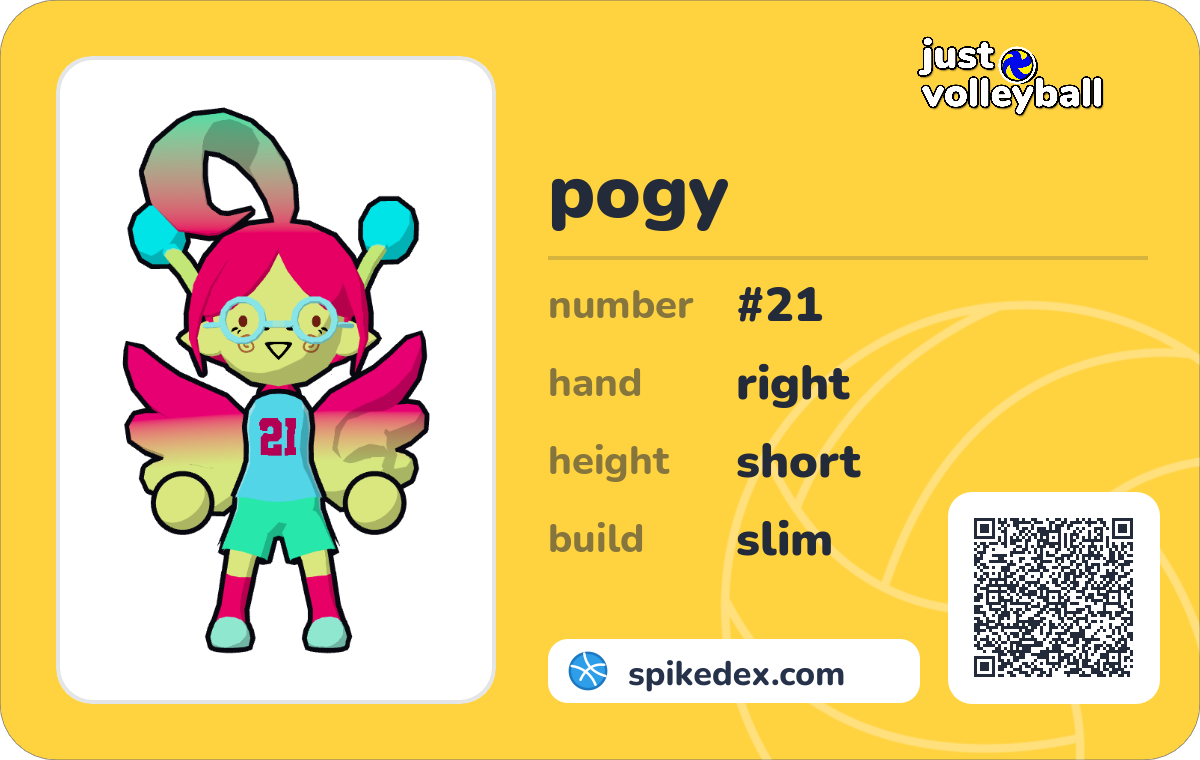 just
volleyball
pogy
number #21
hand right
height short
build slim
21
spikedex.com